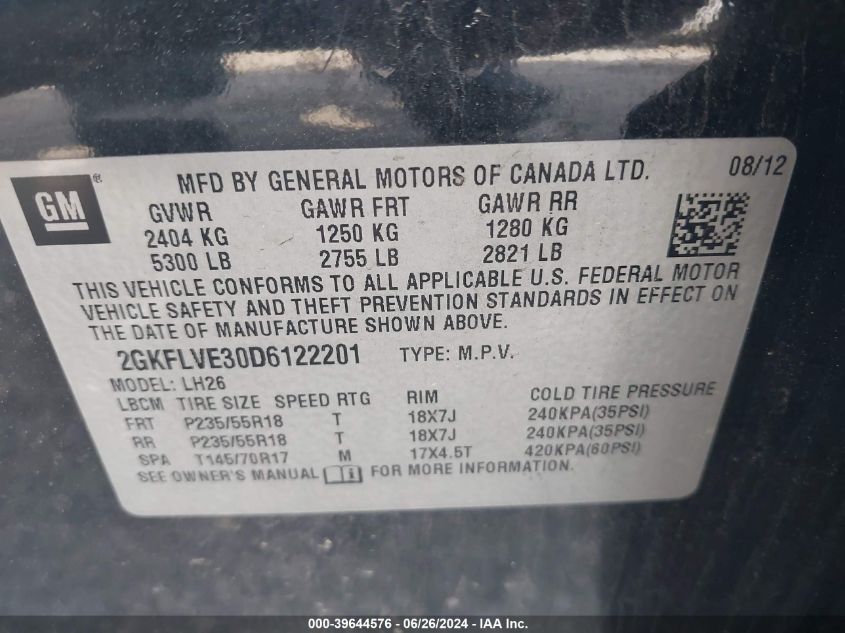 GM® MFD BY GENERAL MOTORS OF CANADA LTD. 08/12
GVWR GAWR FRT GAWR RR
2404 KG 1250 KG 1280 KG
5300 LB 2755 LB 2821 LB
THIS VEHICLE CONFORMS TO ALL APPLICABLE U.S. FEDERAL MOTOR
VEHICLE SAFETY AND THEFT PREVENTION STANDARDS IN EFFECT ON
THE DATE OF MANUFACTURE SHOWN ABOVE.
2GKFLVE30D6122201 TYPE: M.P.V.
MODEL: LH26
LBCM TIRE SIZE SPEED RTG RIM COLD TIRE PRESSURE
FRT P235/55R18 T 18X7J 240KPA(35PSI)
RR P235/55R18 T 18X7J 240KPA(35PSI)
SPA T145/70R17 M 17X4.5T 420KPA(60PSI)
SEE OWNER'S MANUAL FOR MORE INFORMATION.
000-39644576 / 06/26/2024 - IAA Inc.